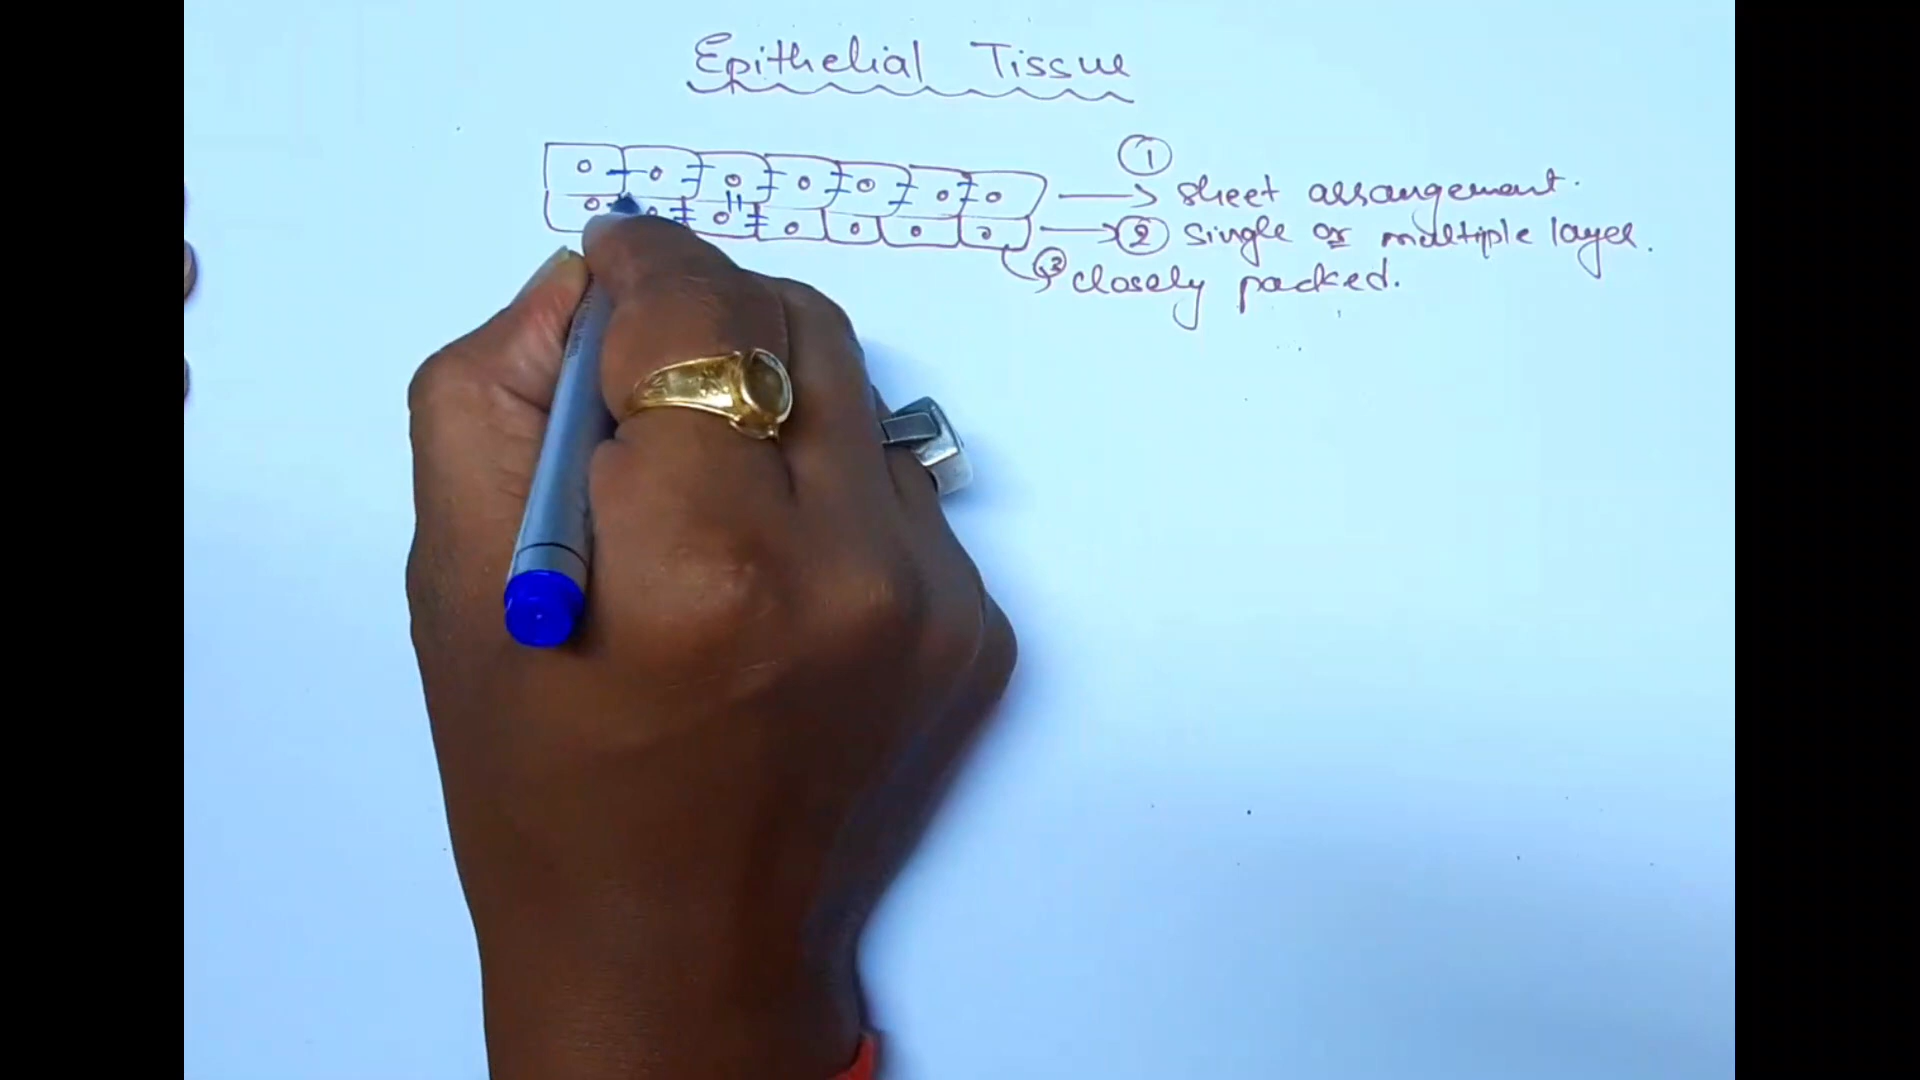 Epithelial Tissue
① sheet arrangement.
② Single or multiple layer.
③ closely packed.